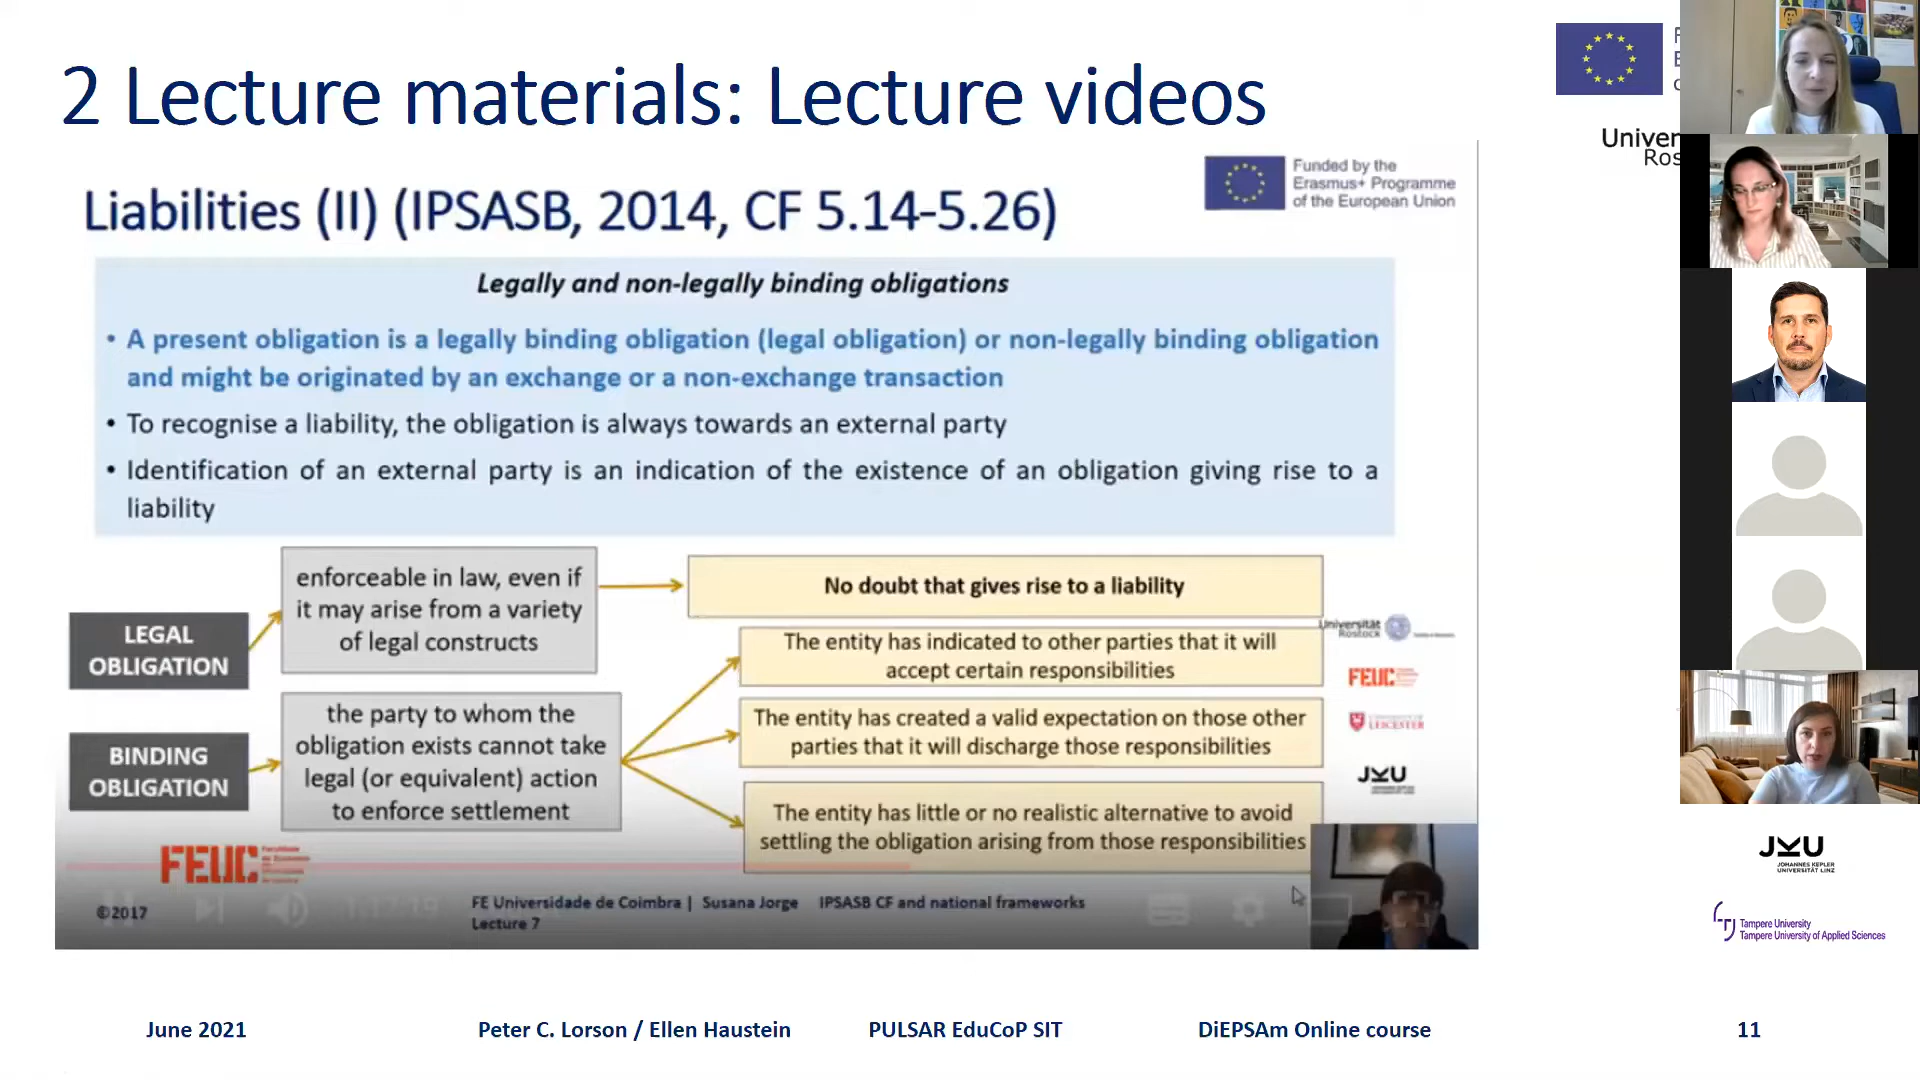 2 Lecture materials: Lecture videos
Liabilities (II) (IPSASB, 2014, CF 5.14-5.26)
Funded by the
Erasmus+ Programme
of the European Union
Legally and non-legally binding obligations
• A present obligation is a legally binding obligation (legal obligation) or non-legally binding obligation
and might be originated by an exchange or a non-exchange transaction
• To recognise a liability, the obligation is always towards an external party
• Identification of an external party is an indication of the existence of an obligation giving rise to a
liability
LEGAL
OBLIGATION
enforceable in law, even if
it may arise from a variety
of legal constructs
No doubt that gives rise to a liability
BINDING
OBLIGATION
the party to whom the
obligation exists cannot take
legal (or equivalent) action
to enforce settlement
The entity has indicated to other parties that it will
accept certain responsibilities
The entity has created a valid expectation on those other
parties that it will discharge those responsibilities
The entity has little or no realistic alternative to avoid
settling the obligation arising from those responsibilities
Universität
Rostock
FEUC
LEICESTER
JKU
FEUC
©2017
FE Universidade de Coimbra | Susana Jorge IPSASB CF and national frameworks
Lecture 7
Univer
Ros
JKU
JOHANNES KEPLER
UNIVERSITÄT LINZ
Tampere University
Tampere University of Applied Sciences
June 2021
Peter C. Lorson / Ellen Haustein
PULSAR EduCoP SIT
DiEPSAm Online course
11